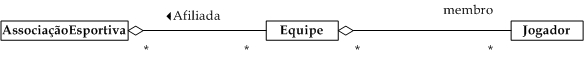 ◄Afiliada
membro
AssociaçãoEsportiva
Equipe
Jogador
* * * *